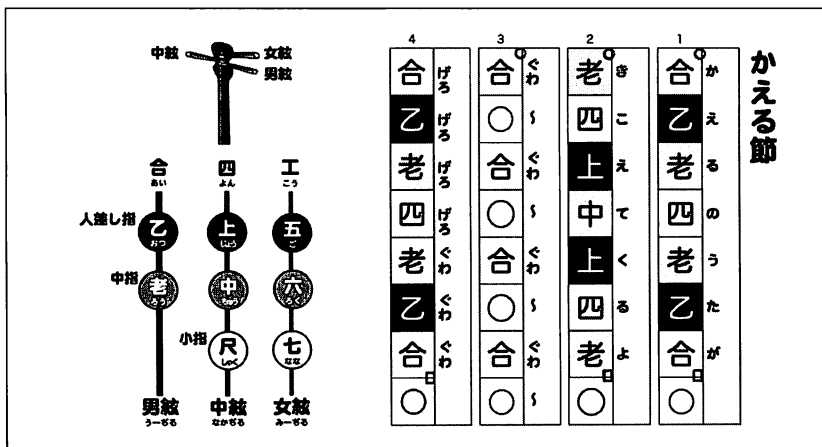 かえる節
1
合乙老四老乙合○
かえるのうたが
2
老四上中上四老○
きこえてくるよ
3
合○合○合○合○
ぐわ〜ぐわ〜ぐわ〜ぐわ〜
4
合乙老四老乙合○
げろげろげろげろぐわぐわぐわ
中絃
女絃
男絃
合 四 工
あい よん こう
人差し指
乙 上 五
おつ じょう ご
中指
老 中 六
ろう ちゅう ろく
小指
尺 七
しゃく なな
男絃 中絃 女絃
うーぢる なかぢる みーぢる